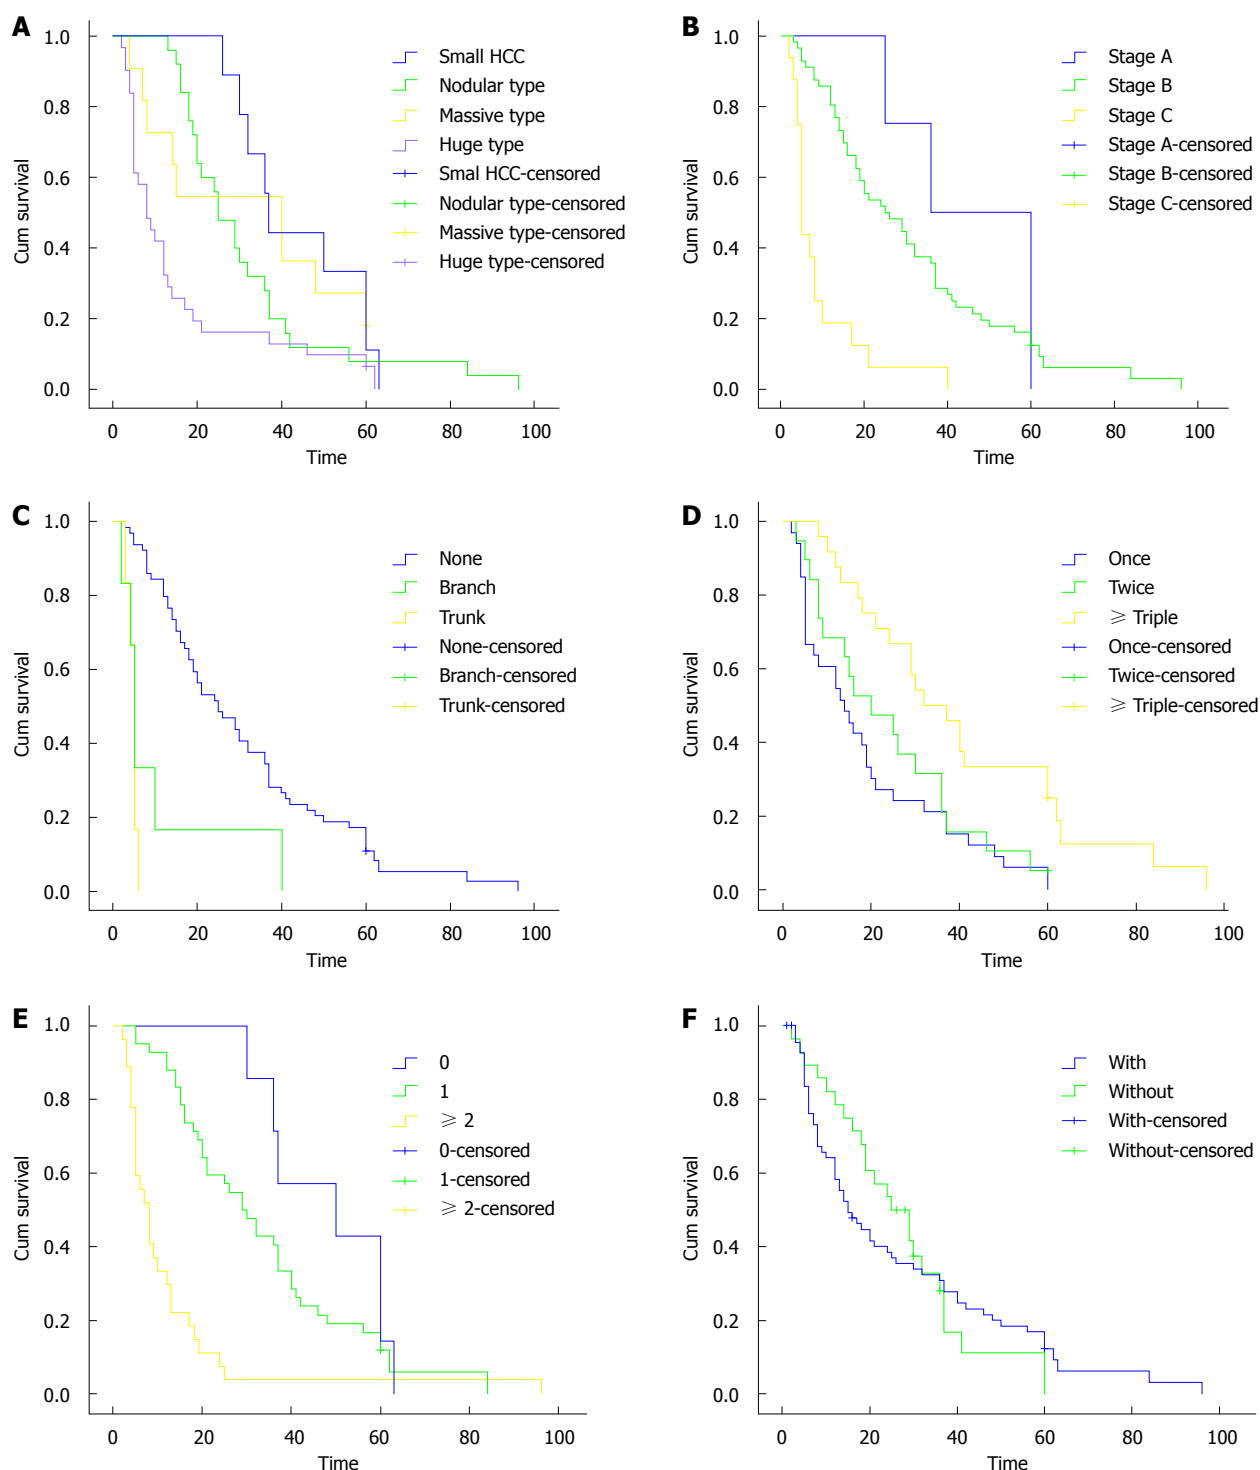 A
1.0
0.8
0.6
0.4
0.2
0.0
Cum survival
0 20 40 60 80 100
Time
Small HCC
Nodular type
Massive type
Huge type
Smal HCC-censored
Nodular type-censored
Massive type-censored
Huge type-censored
B
1.0
0.8
0.6
0.4
0.2
0.0
Cum survival
0 20 40 60 80 100
Time
Stage A
Stage B
Stage C
Stage A-censored
Stage B-censored
Stage C-censored
C
1.0
0.8
0.6
0.4
0.2
0.0
Cum survival
0 20 40 60 80 100
Time
None
Branch
Trunk
None-censored
Branch-censored
Trunk-censored
D
1.0
0.8
0.6
0.4
0.2
0.0
Cum survival
0 20 40 60 80 100
Time
Once
Twice
⩾ Triple
Once-censored
Twice-censored
⩾ Triple-censored
E
1.0
0.8
0.6
0.4
0.2
0.0
Cum survival
0 20 40 60 80 100
Time
0
1
⩾ 2
0-censored
1-censored
⩾ 2-censored
F
1.0
0.8
0.6
0.4
0.2
0.0
Cum survival
0 20 40 60 80 100
Time
With
Without
With-censored
Without-censored